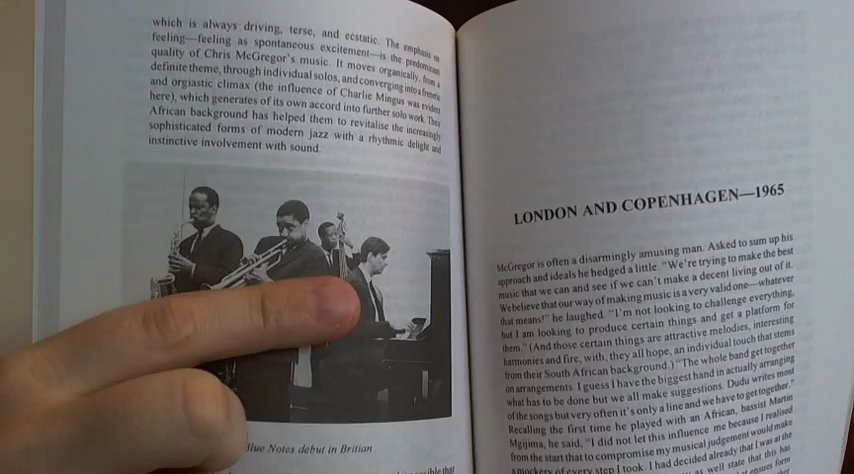 which is always driving, terse, and ecstatic. The emphasis on
feeling—feeling as spontaneous excitement—is the predominant
quality of Chris McGregor's music. It moves organically, from a
definite theme, through individual solos, and converging into a frenetic
and orgiastic climax (the influence of Charlie Mingus was evident
here), which generates of its own accord into further solo work. Their
African background has helped them to revitalise the increasingly
sophisticated forms of modern jazz with a rhythmic delight and
instinctive involvement with sound.
Blue Notes debut in Britian
LONDON AND COPENHAGEN—1965
McGregor is often a disarmingly amusing man. Asked to sum up his
approach and ideals he hedged a little. "We're trying to make the best
music that we can and see if we can't make a decent living out of it.
We believe that our way of making music is a very valid one—whatever
that means!" he laughed. "I'm not looking to challenge everything,
but I am looking to produce certain things and get a platform for
them." (And those certain things are attractive melodies, interesting
harmonies and fire, with, they all hope, an individual touch that stems
from their South African background.) "The whole band get together
on arrangements. I guess I have the biggest hand in actually arranging
what has to be done but we all make suggestions. Dudu writes most
of the songs but very often it's only a line and we have to get together."
Recalling the first time he played with an African, bassist Martin
Mgijima, he said, "I did not let this influence me because I realised
from the start that to compromise my musical judgement would make
a mockery of every step I took. I had decided already that I was at the
as well state that this has